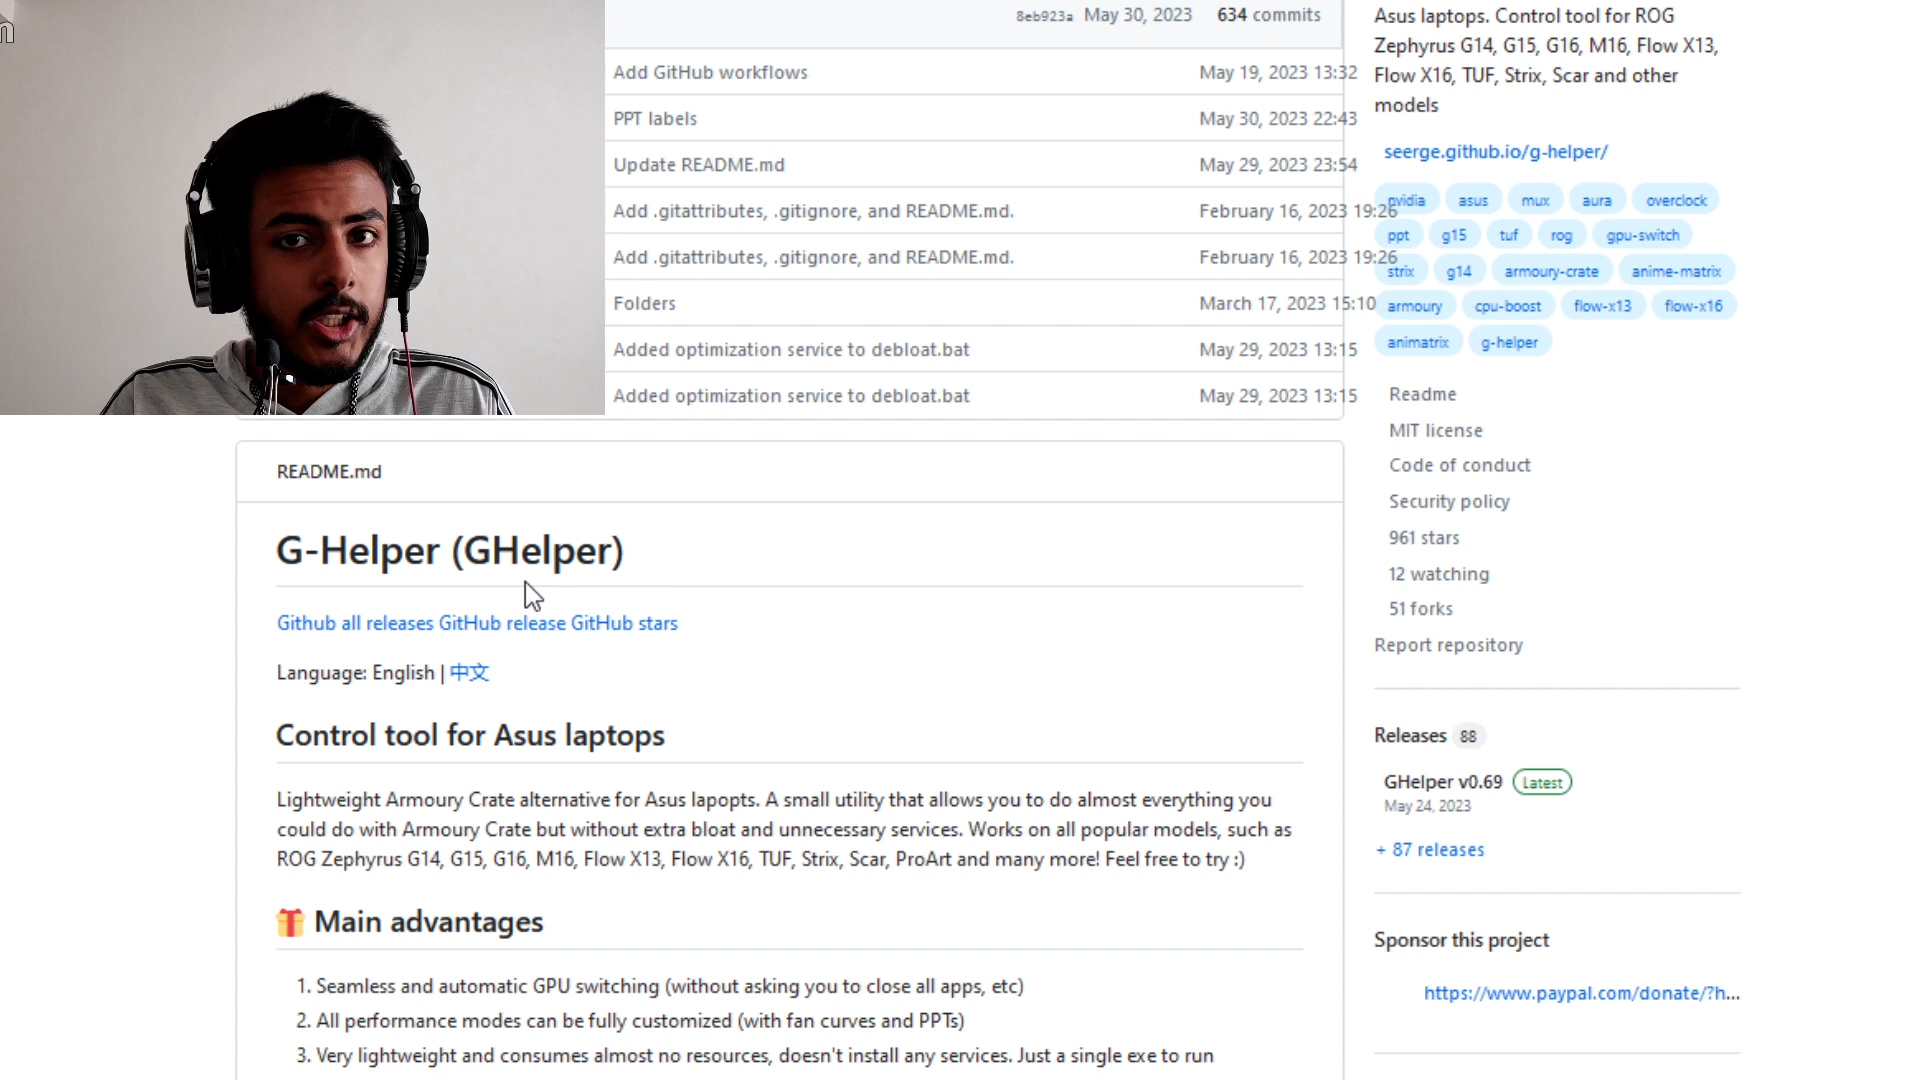 n
8eb923a May 30, 2023 634 commits
Add GitHub workflows May 19, 2023 13:32
PPT labels May 30, 2023 22:43
Update README.md May 29, 2023 23:54
Add .gitattributes, .gitignore, and README.md. February 16, 2023 19:26
Add .gitattributes, .gitignore, and README.md. February 16, 2023 19:26
Folders March 17, 2023 15:10
Added optimization service to debloat.bat May 29, 2023 13:15
Added optimization service to debloat.bat May 29, 2023 13:15
README.md
G-Helper (GHelper)
Github all releases GitHub release GitHub stars
Language: English | 中文
Control tool for Asus laptops
Lightweight Armoury Crate alternative for Asus lapopts. A small utility that allows you to do almost everything you
could do with Armoury Crate but without extra bloat and unnecessary services. Works on all popular models, such as
ROG Zephyrus G14, G15, G16, M16, Flow X13, Flow X16, TUF, Strix, Scar, ProArt and many more! Feel free to try :)
Main advantages
1. Seamless and automatic GPU switching (without asking you to close all apps, etc)
2. All performance modes can be fully customized (with fan curves and PPTs)
3. Very lightweight and consumes almost no resources, doesn't install any services. Just a single exe to run
Asus laptops. Control tool for ROG
Zephyrus G14, G15, G16, M16, Flow X13,
Flow X16, TUF, Strix, Scar and other
models
seerge.github.io/g-helper/
nvidia asus mux aura overclock
ppt g15 tuf rog gpu-switch
strix g14 armoury-crate anime-matrix
armoury cpu-boost flow-x13 flow-x16
animatrix g-helper
Readme
MIT license
Code of conduct
Security policy
961 stars
12 watching
51 forks
Report repository
Releases 88
GHelper v0.69 Latest
May 24, 2023
+ 87 releases
Sponsor this project
https://www.paypal.com/donate/?h...